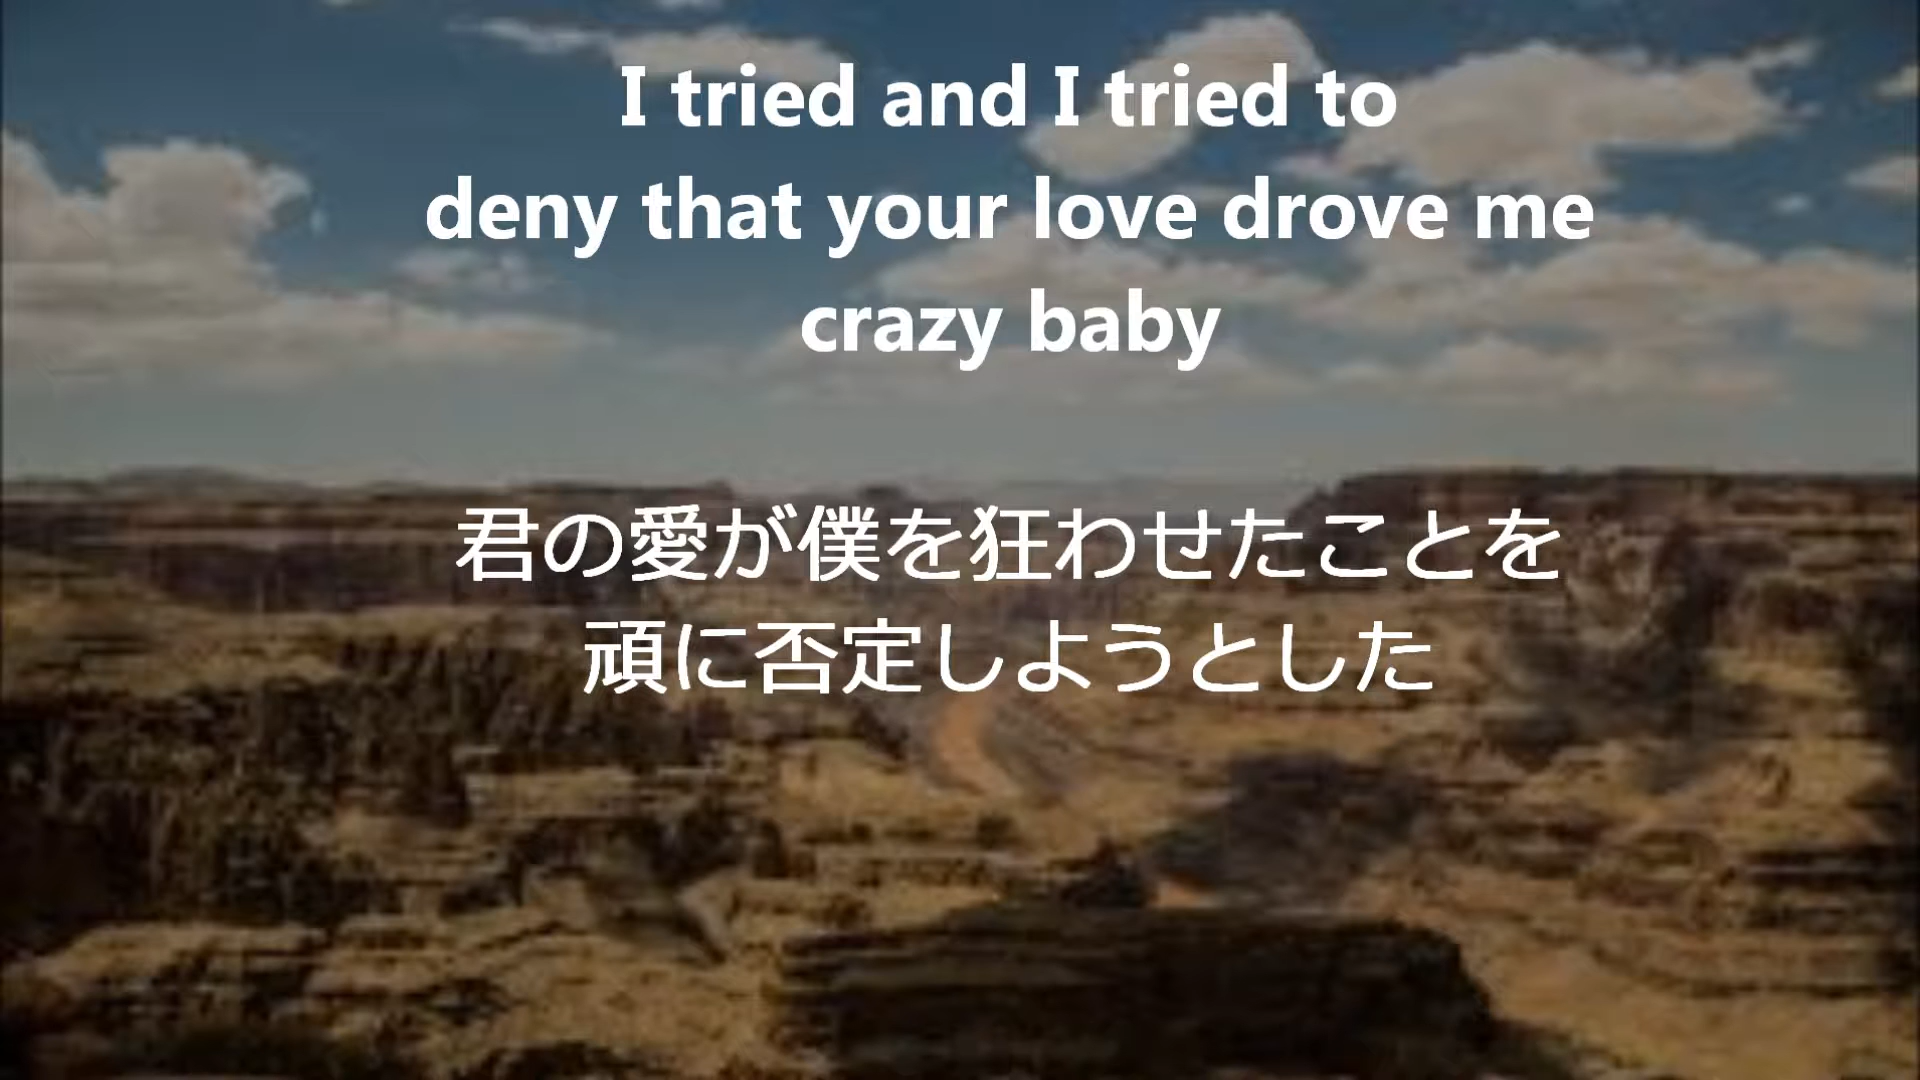 I tried and I tried to
deny that your love drove me
crazy baby
君の愛が僕を狂わせたことを
頑に否定しようとした